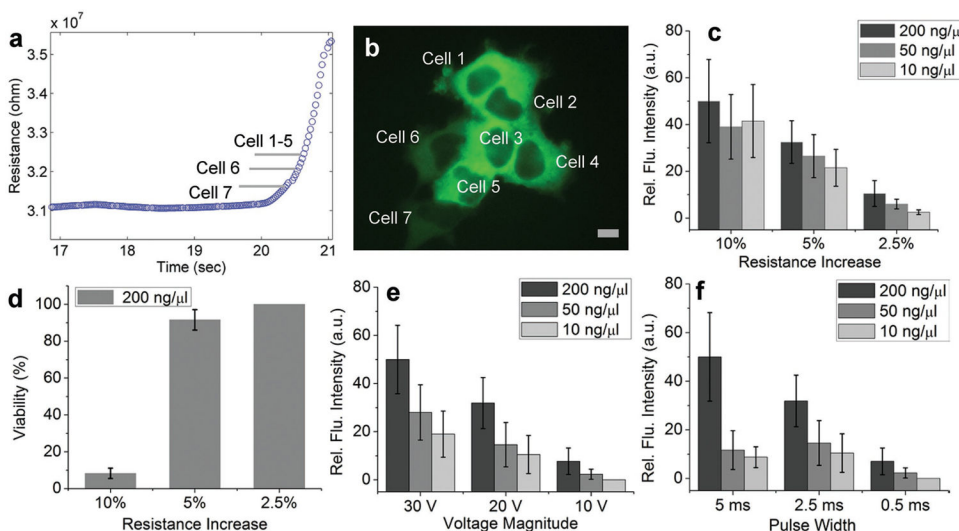 a
x 10⁷
3.5
3.4
3.3
3.2
3.1
Resistance (ohm)
Cell 1-5
Cell 6
Cell 7
17
18
19
20
21
Time (sec)
b
Cell 1
Cell 2
Cell 6
Cell 3
Cell 4
Cell 5
Cell 7
c
200 ng/µl
50 ng/µl
10 ng/µl
Rel. Flu. Intensity (a.u.)
80
60
40
20
0
10%
5%
2.5%
Resistance Increase
d
200 ng/µl
Viability (%)
100
80
60
40
20
0
10%
5%
2.5%
Resistance Increase
e
200 ng/µl
50 ng/µl
10 ng/µl
Rel. Flu. Intensity (a.u.)
80
60
40
20
0
30 V
20 V
10 V
Voltage Magnitude
f
200 ng/µl
50 ng/µl
10 ng/µl
Rel. Flu. Intensity (a.u.)
80
60
40
20
0
5 ms
2.5 ms
0.5 ms
Pulse Width